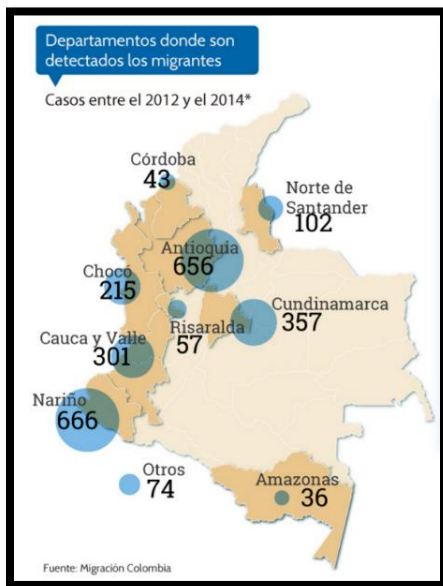 Departamentos donde son
detectados los migrantes
Casos entre el 2012 y el 2014*
Córdoba
43
Norte de
Santander
102
Antioquia
656
Chocó
215
Cundinamarca
357
Risaralda
57
Cauca y Valle
301
Nariño
666
Otros
74
Amazonas
36
Fuente: Migración Colombia